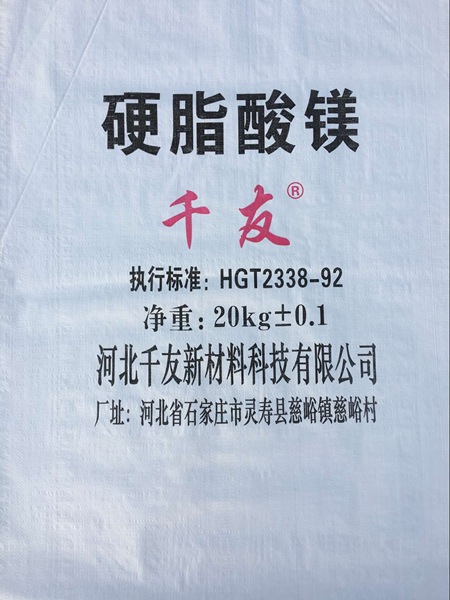 硬脂酸镁
千友®
执行标准：HGT2338-92
净重：20kg±0.1
河北千友新材料科技有限公司
厂址：河北省石家庄市灵寿县慈峪镇慈峪村